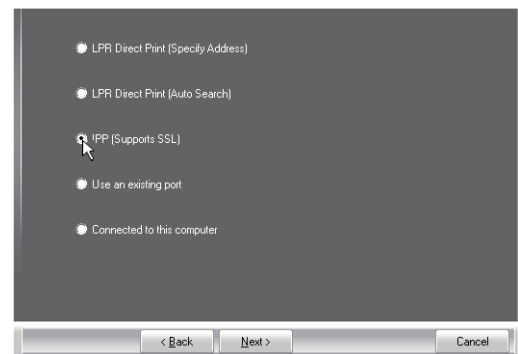 LPR Direct Print (Specify Address)
LPR Direct Print (Auto Search)
IPP (Supports SSL)
Use an existing port
Connected to this computer
< Back Next > Cancel